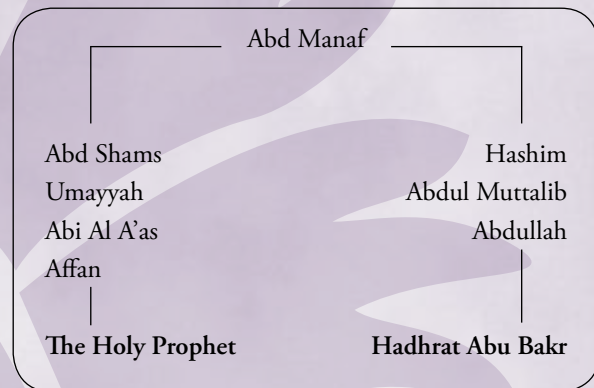 Abd Manaf
Abd Shams
Umayyah
Abi Al A’as
Affan
The Holy Prophet
Hashim
Abdul Muttalib
Abdullah
Hadhrat Abu Bakr